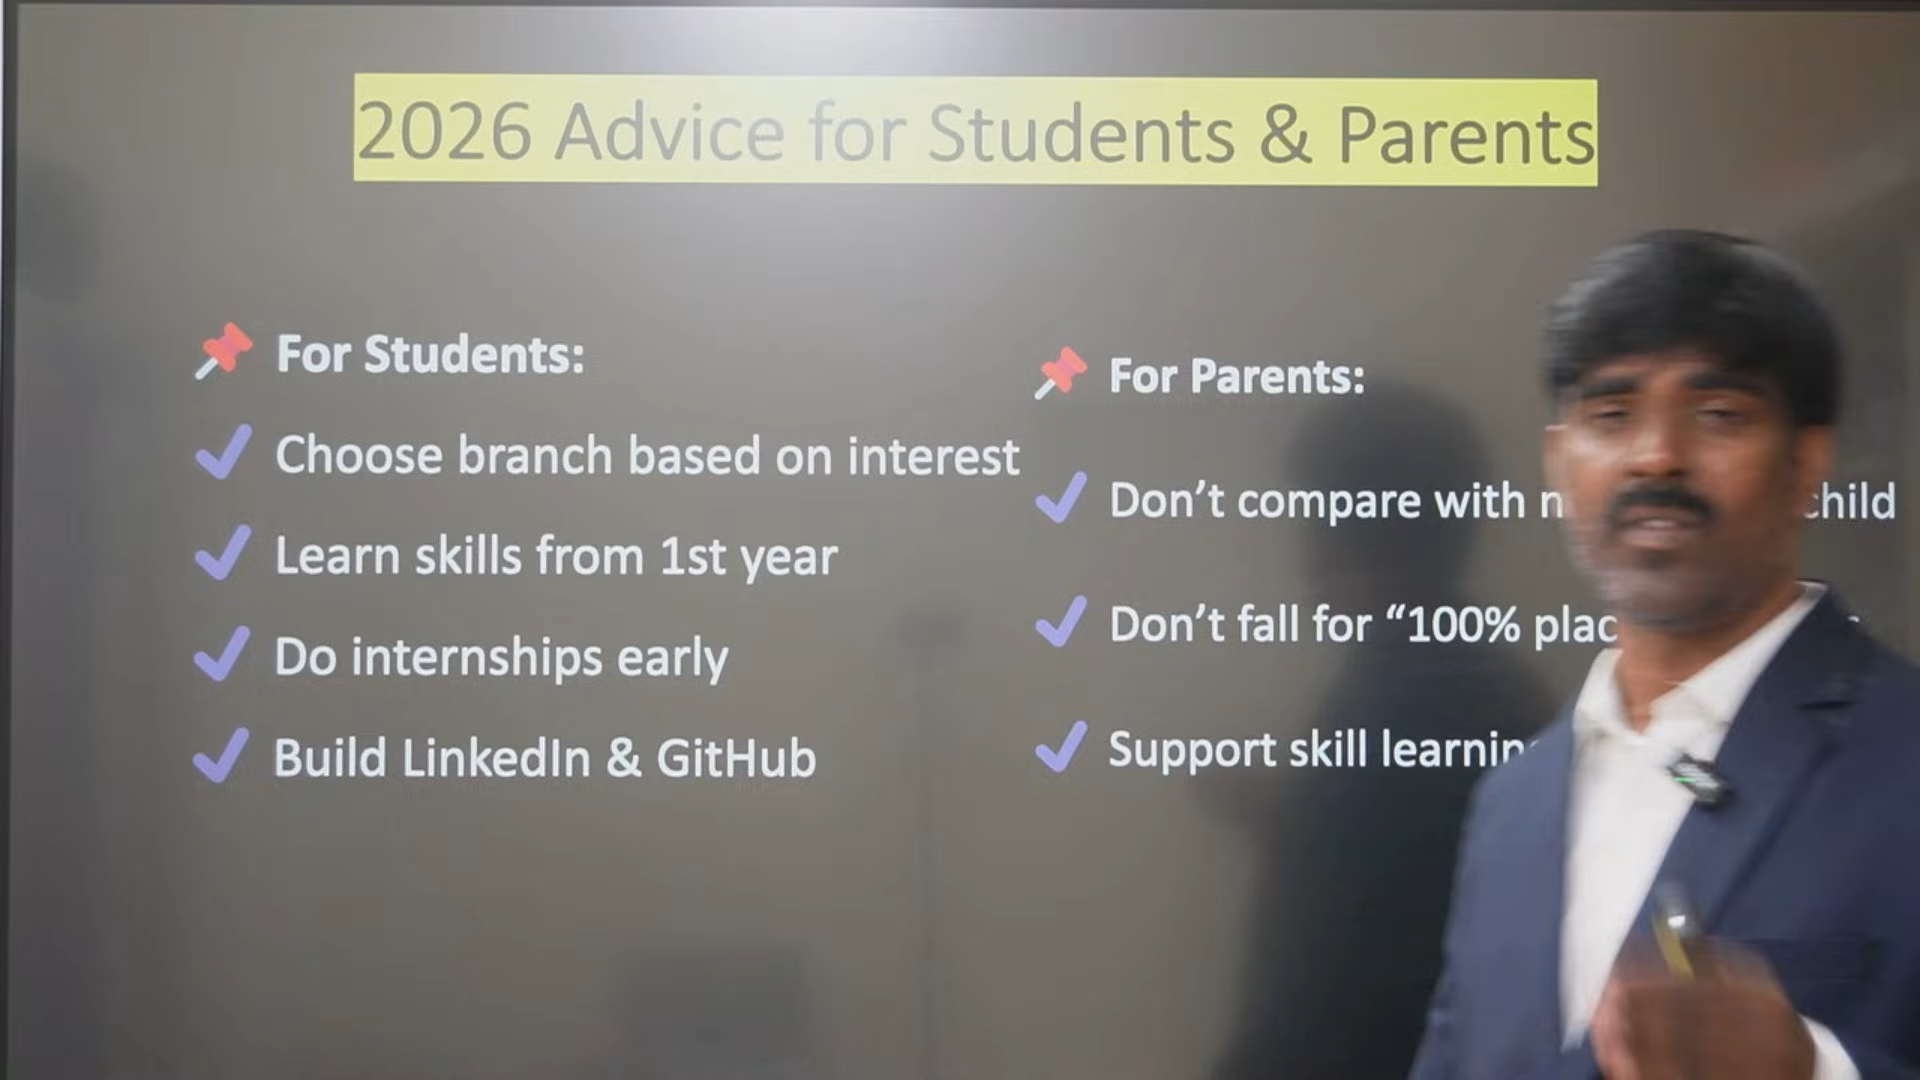 2026 Advice for Students & Parents
For Students:
Choose branch based on interest
Learn skills from 1st year
Do internships early
Build LinkedIn & GitHub
For Parents:
Don’t compare with child
Don’t fall for “100%
Support skill